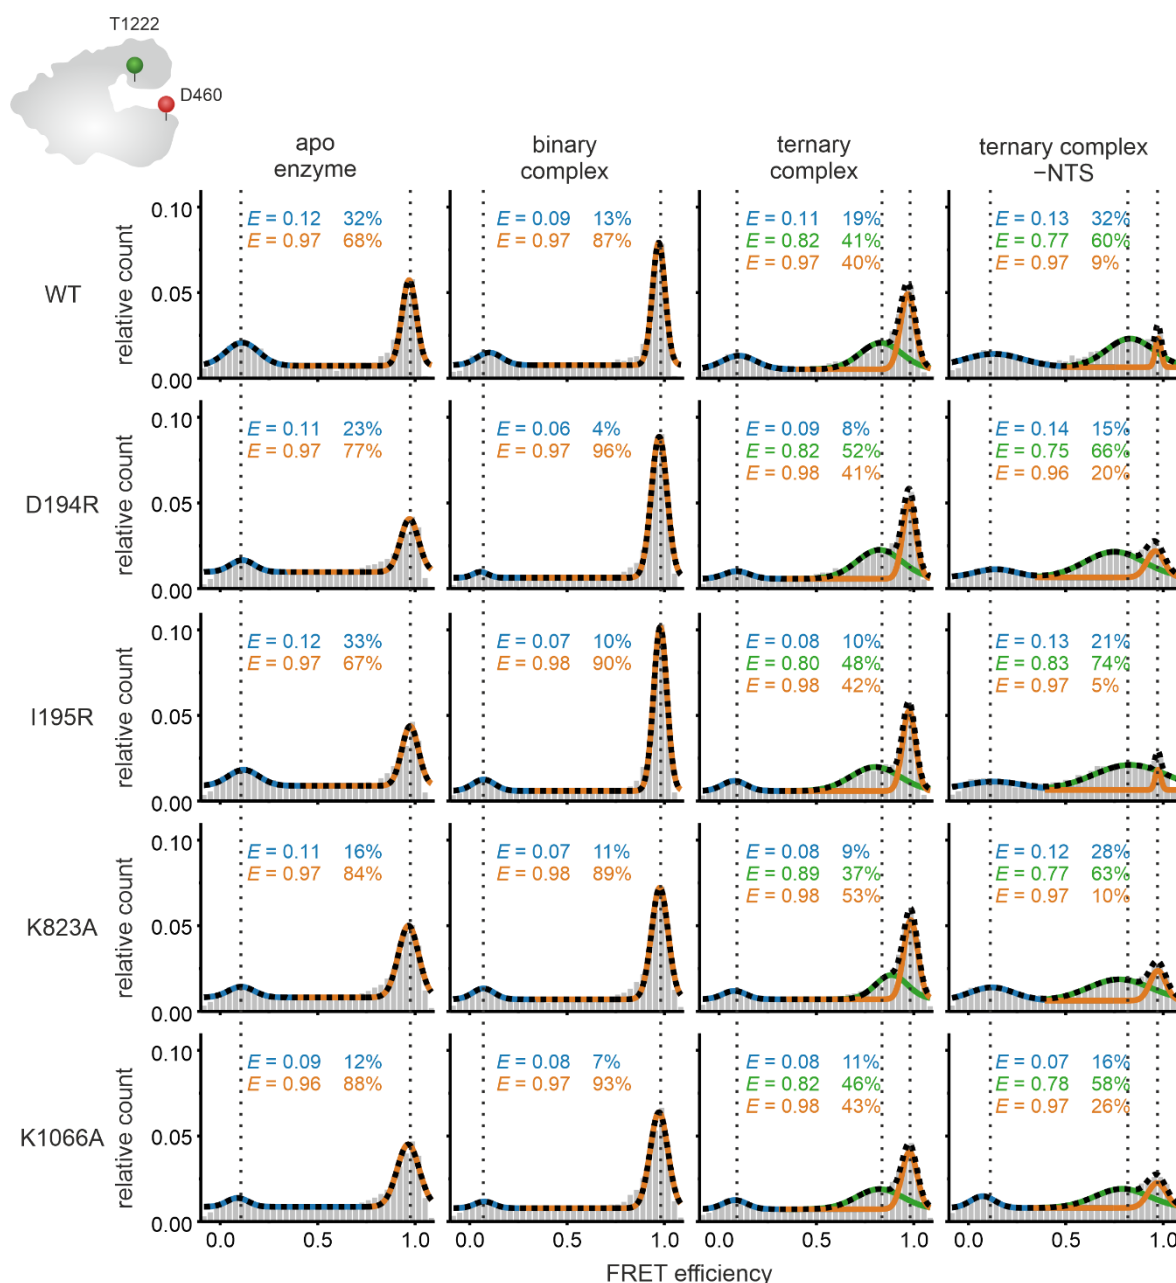 T1222
D460
apo
enzyme
binary
complex
ternary
complex
ternary complex
−NTS
WT
relative count
0.10
0.05
0.00
E = 0.12 32%
E = 0.97 68%
E = 0.09 13%
E = 0.97 87%
E = 0.11 19%
E = 0.82 41%
E = 0.97 40%
E = 0.13 32%
E = 0.77 60%
E = 0.97 9%
D194R
relative count
0.10
0.05
0.00
E = 0.11 23%
E = 0.97 77%
E = 0.06 4%
E = 0.97 96%
E = 0.09 8%
E = 0.82 52%
E = 0.98 41%
E = 0.14 15%
E = 0.75 66%
E = 0.96 20%
I195R
relative count
0.10
0.05
0.00
E = 0.12 33%
E = 0.97 67%
E = 0.07 10%
E = 0.98 90%
E = 0.08 10%
E = 0.80 48%
E = 0.98 42%
E = 0.13 21%
E = 0.83 74%
E = 0.97 5%
K823A
relative count
0.10
0.05
0.00
E = 0.11 16%
E = 0.97 84%
E = 0.07 11%
E = 0.98 89%
E = 0.08 9%
E = 0.89 37%
E = 0.98 53%
E = 0.12 28%
E = 0.77 63%
E = 0.97 10%
K1066A
relative count
0.10
0.05
0.00
E = 0.09 12%
E = 0.96 88%
E = 0.08 7%
E = 0.97 93%
E = 0.08 11%
E = 0.82 46%
E = 0.98 43%
E = 0.07 16%
E = 0.78 58%
E = 0.97 26%
0.0 0.5 1.0
0.0 0.5 1.0
0.0 0.5 1.0
0.0 0.5 1.0
FRET efficiency